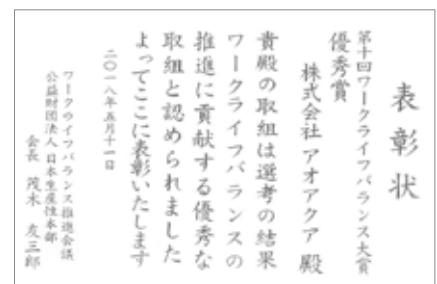 表彰状
第十回ワークライフバランス大賞
優秀賞
株式会社 アオアクア 殿
貴殿の取組は選考の結果
ワークライフバランスの
推進に貢献する優秀な
取組と認められました
よってここに表彰いたします
二〇一八年五月十一日
ワークライフバランス推進会議
公益財団法人 日本生産性本部
会長 茂木 友三郎